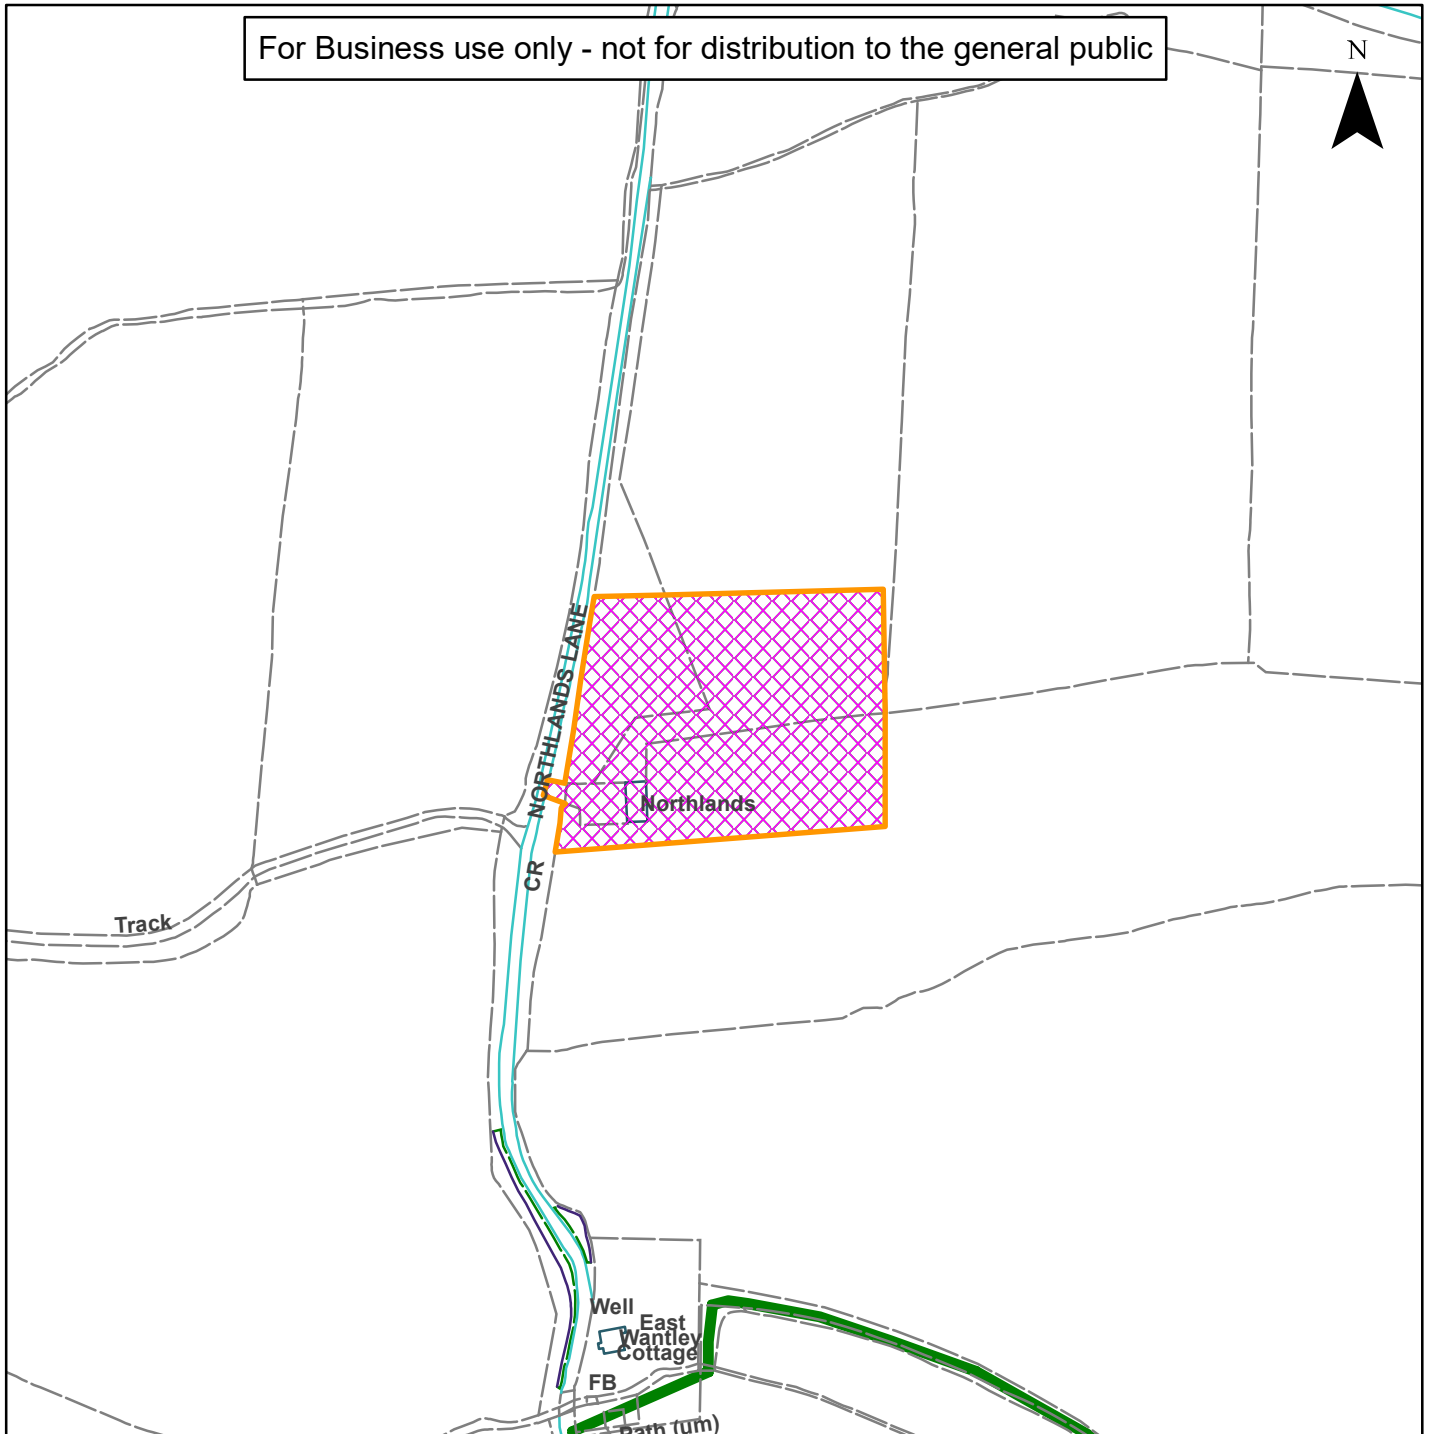 For Business use only - not for distribution to the general public
N
NORTHLANDS LANE
Northlands
CR
Track
Well
East
Wantley
Cottage
FB
Path (um)